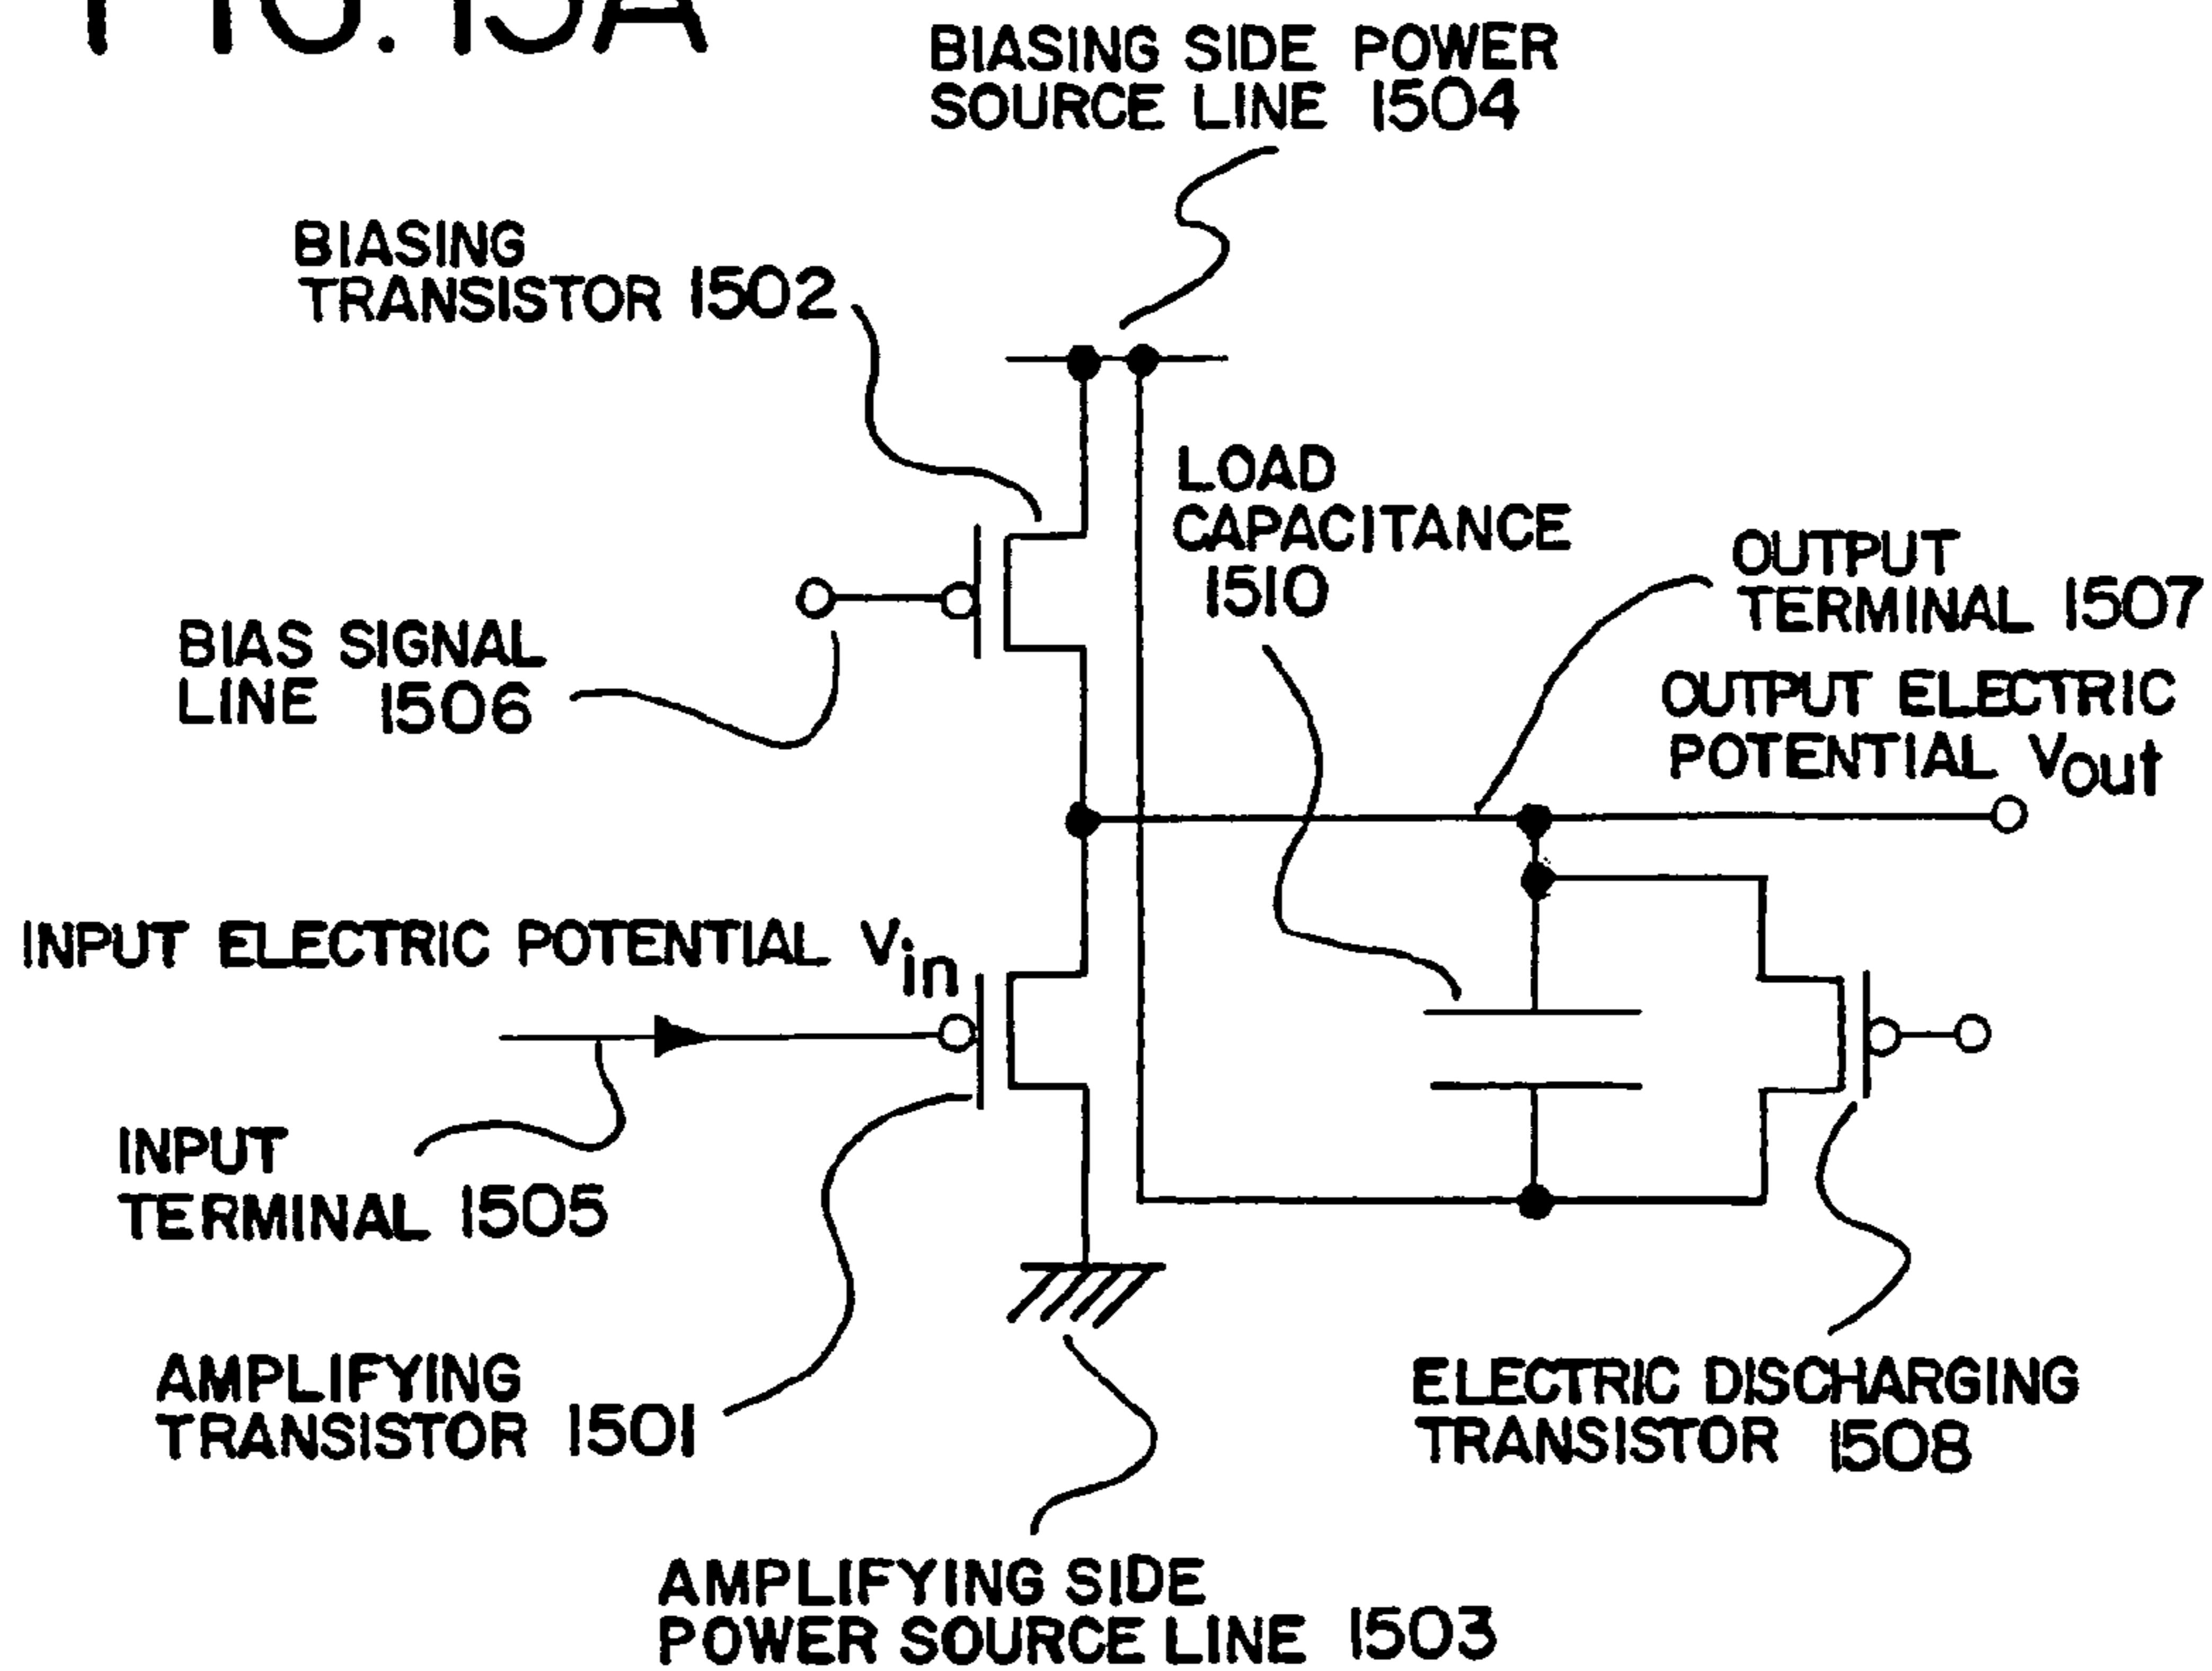 FIG.15A
BIASING SIDE POWER
SOURCE LINE 1504
BIASING
TRANSISTOR 1502
LOAD
CAPACITANCE
1510
OUTPUT
TERMINAL 1507
BIAS SIGNAL
LINE 1506
OUTPUT ELECTRIC
POTENTIAL Vout
INPUT ELECTRIC POTENTIAL Vin
INPUT
TERMINAL 1505
AMPLIFYING
TRANSISTOR 1501
ELECTRIC DISCHARGING
TRANSISTOR 1508
AMPLIFYING SIDE
POWER SOURCE LINE 1503